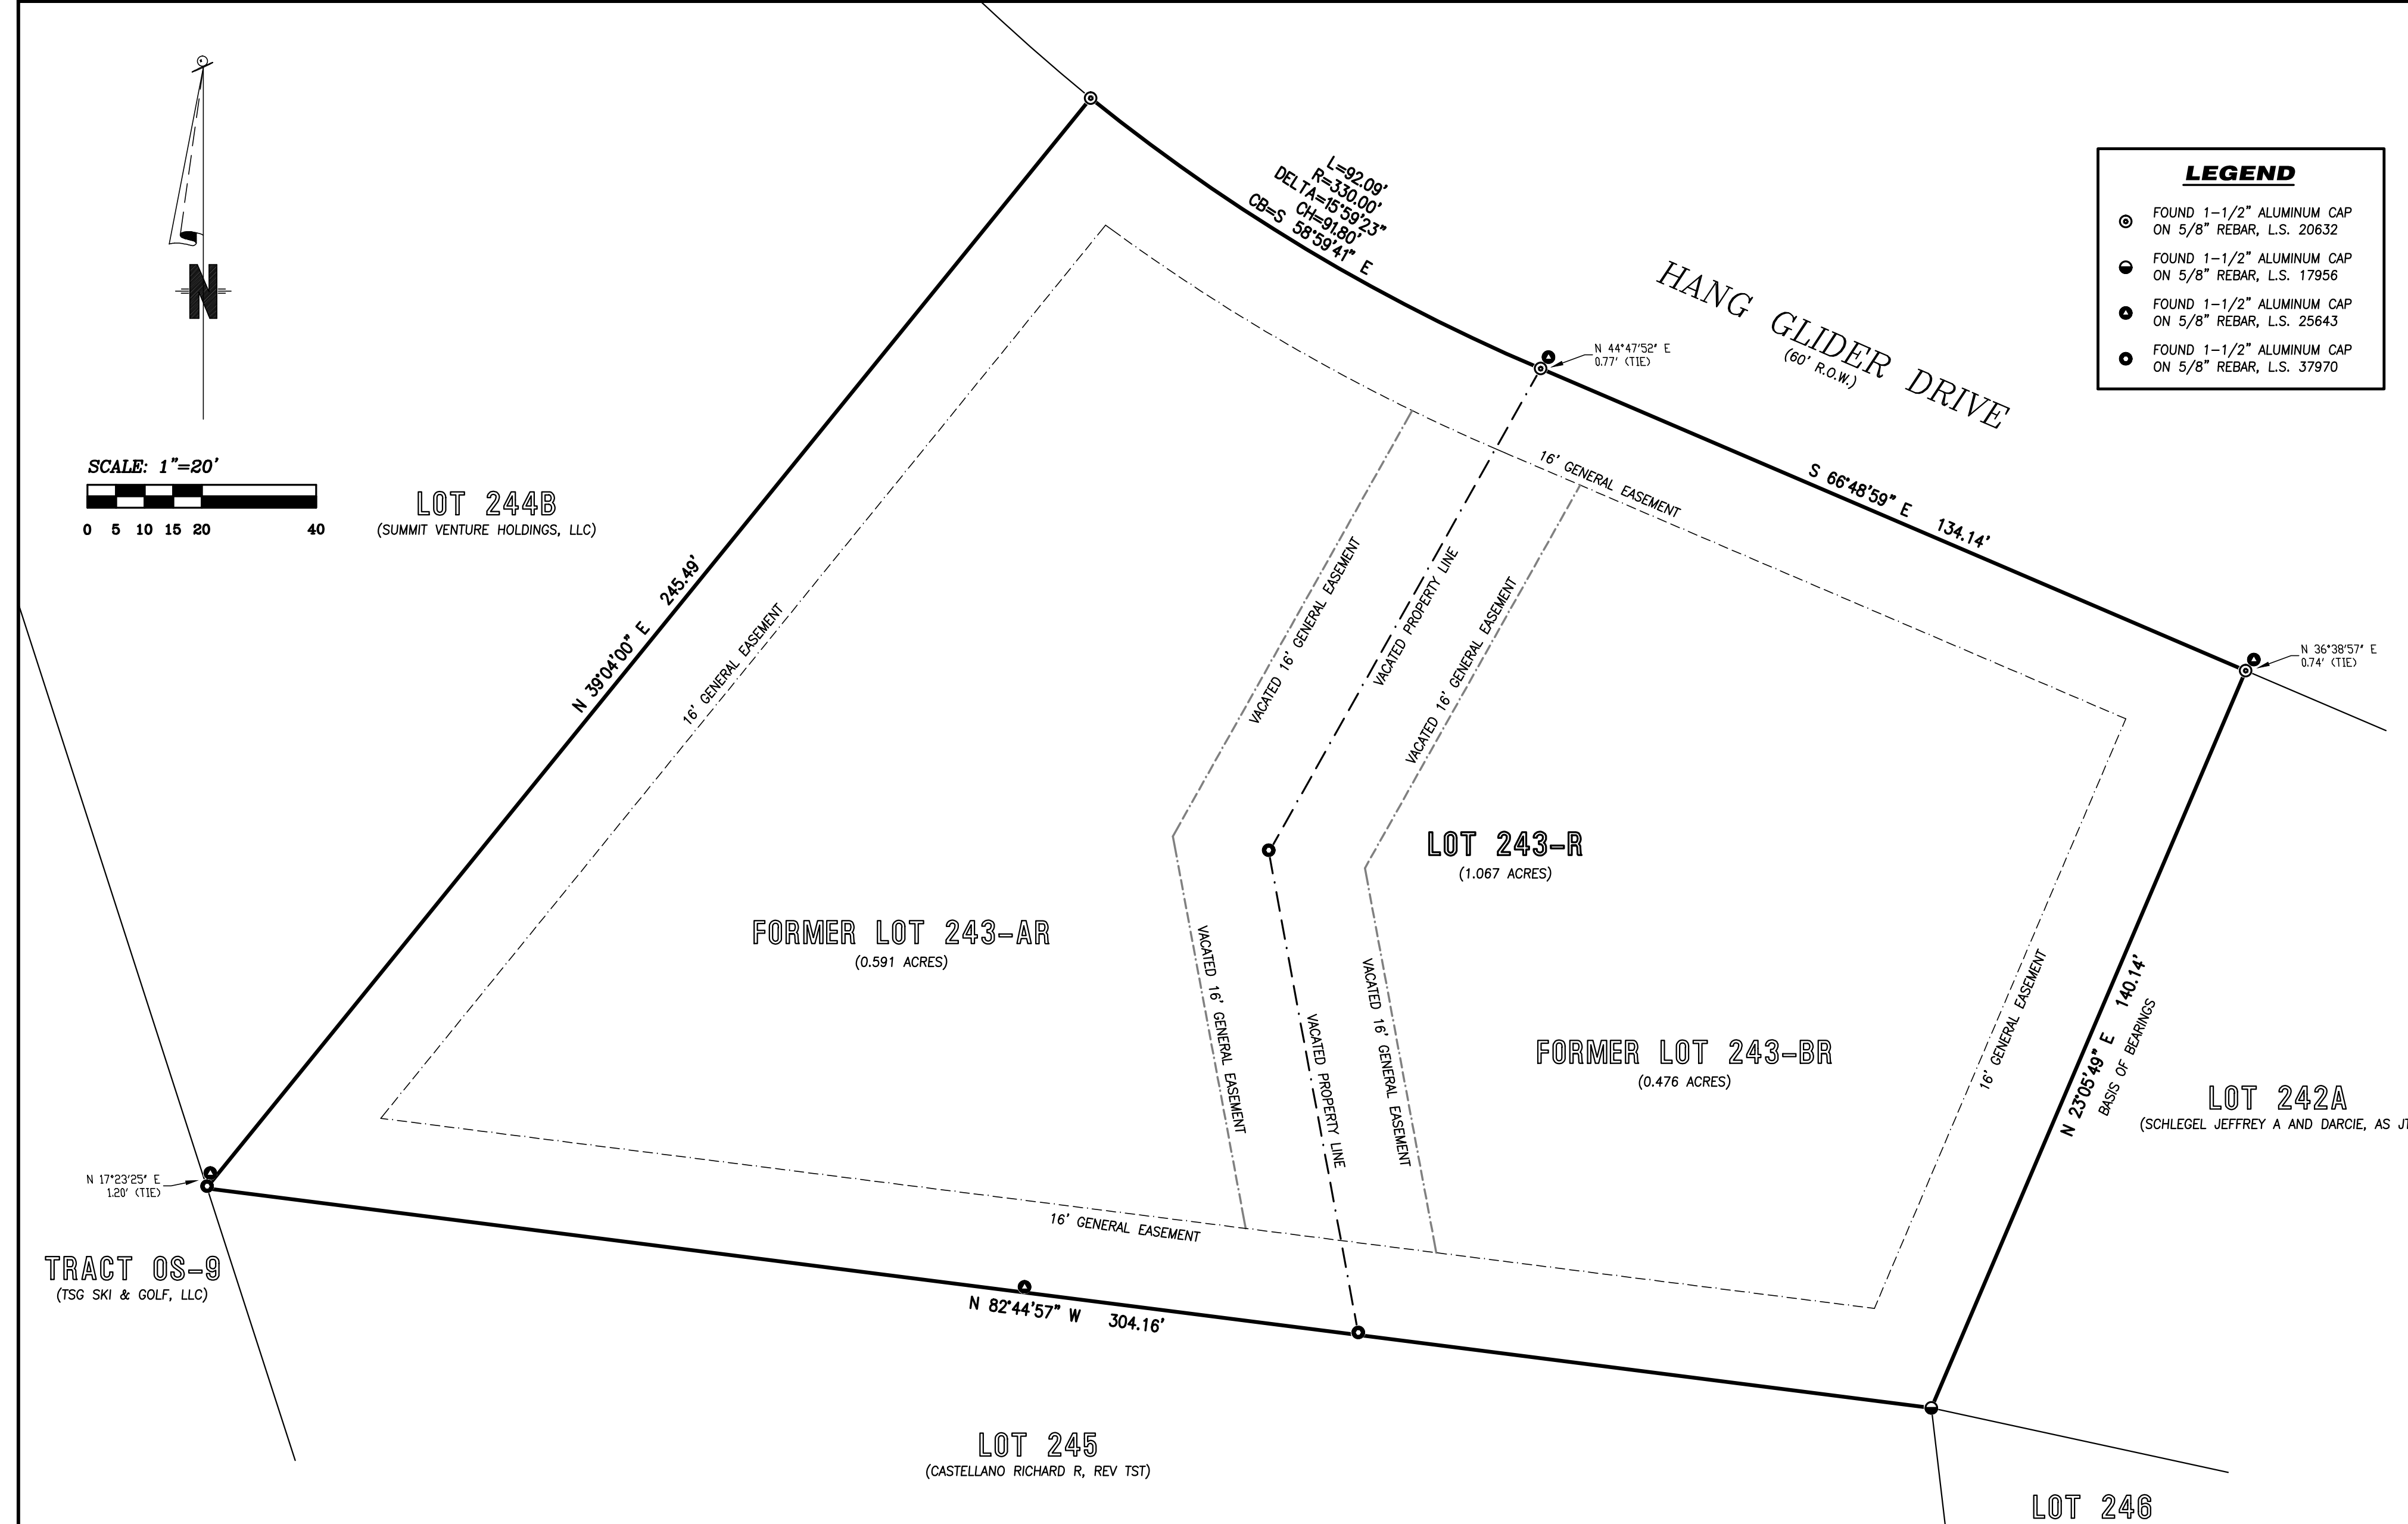 L=92.09'
R=330.00'
DELTA=15°59'23"
CH=91.80'
CB=S 58°59'41" E
HANG GLIDER DRIVE
(60' R.O.W.)
LEGEND
FOUND 1-1/2" ALUMINUM CAP
ON 5/8" REBAR, L.S. 20632
FOUND 1-1/2" ALUMINUM CAP
ON 5/8" REBAR, L.S. 17956
FOUND 1-1/2" ALUMINUM CAP
ON 5/8" REBAR, L.S. 25643
FOUND 1-1/2" ALUMINUM CAP
ON 5/8" REBAR, L.S. 37970
N
N 44°47'52" E
0.77' (TIE)
SCALE: 1"=20'
0 5 10 15 20 40
LOT 244B
(SUMMIT VENTURE HOLDINGS, LLC)
16' GENERAL EASEMENT
S 66°48'59" E 134.14'
N 39°04'00" E 245.49'
16' GENERAL EASEMENT
VACATED 16' GENERAL EASEMENT
VACATED PROPERTY LINE
VACATED 16' GENERAL EASEMENT
N 36°38'57" E
0.74' (TIE)
LOT 243-R
(1.067 ACRES)
FORMER LOT 243-AR
(0.591 ACRES)
VACATED 16' GENERAL EASEMENT
VACATED PROPERTY LINE
VACATED 16' GENERAL EASEMENT
FORMER LOT 243-BR
(0.476 ACRES)
16' GENERAL EASEMENT
N 23°05'49" E 140.14'
BASIS OF BEARINGS
LOT 242A
(SCHLEGEL JEFFREY A AND DARCIE, AS JT
N 17°23'25" E
1.20' (TIE)
16' GENERAL EASEMENT
TRACT OS-9
(TSG SKI & GOLF, LLC)
N 82°44'57" W 304.16'
LOT 245
(CASTELLANO RICHARD R, REV TST)
LOT 246